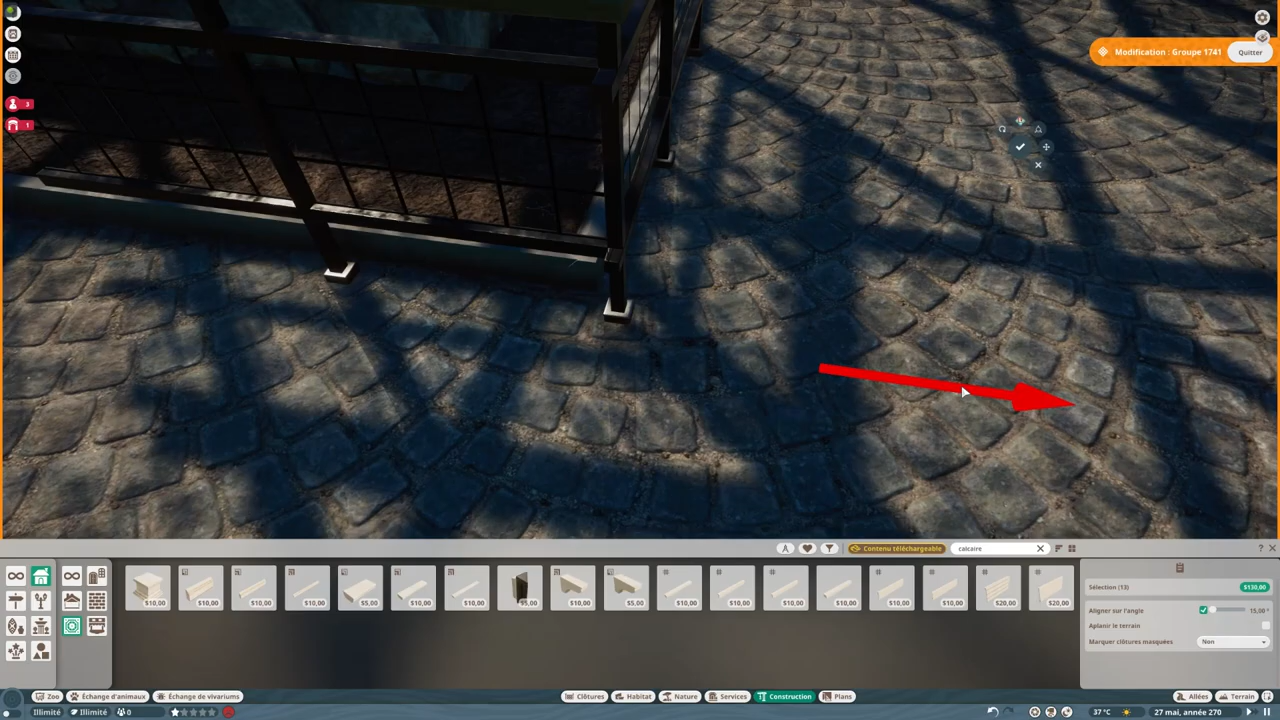 Modification : Groupe 1741
Quitter
3
1
Contenu téléchargeable
calcaire
?
$10,00
$10,00
$10,00
$10,00
$5,00
$10,00
$10,00
$5,00
$10,00
$5,00
$10,00
$10,00
$10,00
$10,00
$10,00
$10,00
$20,00
$20,00
Sélection (13)
$130,00
Aligner sur l'angle
15,00 °
Aplanir le terrain
Marquer clôtures masquées
Non
Zoo
Échange d'animaux
Échange de vivariums
Clôtures
Habitat
Nature
Services
Construction
Plans
Allées
Terrain
Illimité
Illimité
0
37 °C
27 mai, année 270